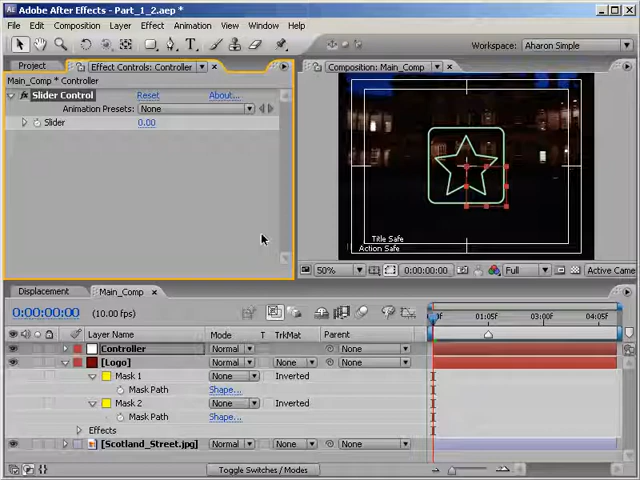 Adobe After Effects - Part_1_2.aep *
File Edit Composition Layer Effect Animation View Window Help
Workspace: Aharon Simple
Project Effect Controls: Controller
Composition: Main_Comp
Main_Comp * Controller
fx Slider Control Reset About...
Animation Presets: None
Slider 0.00
Title Safe
Action Safe
50% 0:00:00:00 Full Active Came
Displacement Main_Comp
0:00:00:00 (10.00 fps)
0f 01:05f 03:00f 04:05f
Layer Name Mode T TrkMat Parent
Controller Normal None
[Logo] Normal None None
Mask 1 None Inverted
Mask Path Shape...
Mask 2 None Inverted
Mask Path Shape...
Effects
[Scotland_Street.jpg] Normal None None
Toggle Switches / Modes